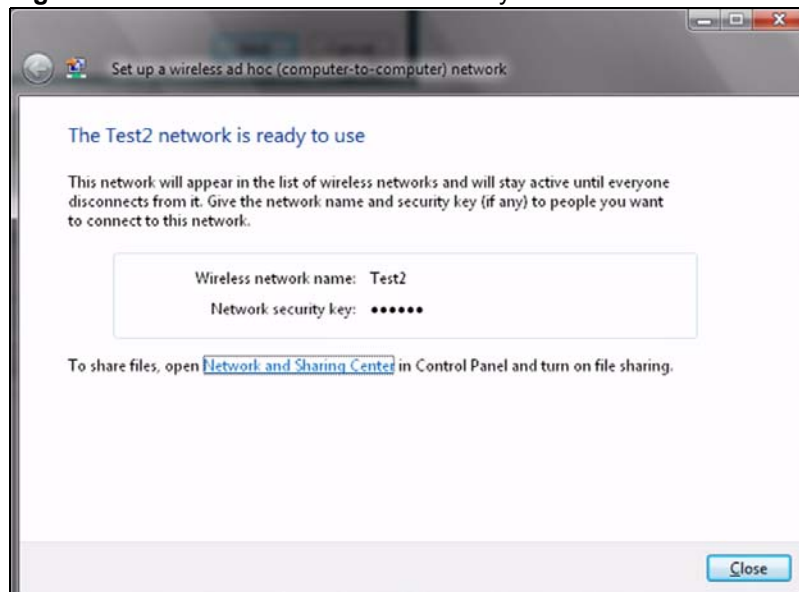 Set up a wireless ad hoc (computer-to-computer) network
The Test2 network is ready to use
This network will appear in the list of wireless networks and will stay active until everyone
disconnects from it. Give the network name and security key (if any) to people you want
to connect to this network.
Wireless network name: Test2
Network security key: ••••••
To share files, open Network and Sharing Center in Control Panel and turn on file sharing.
Close